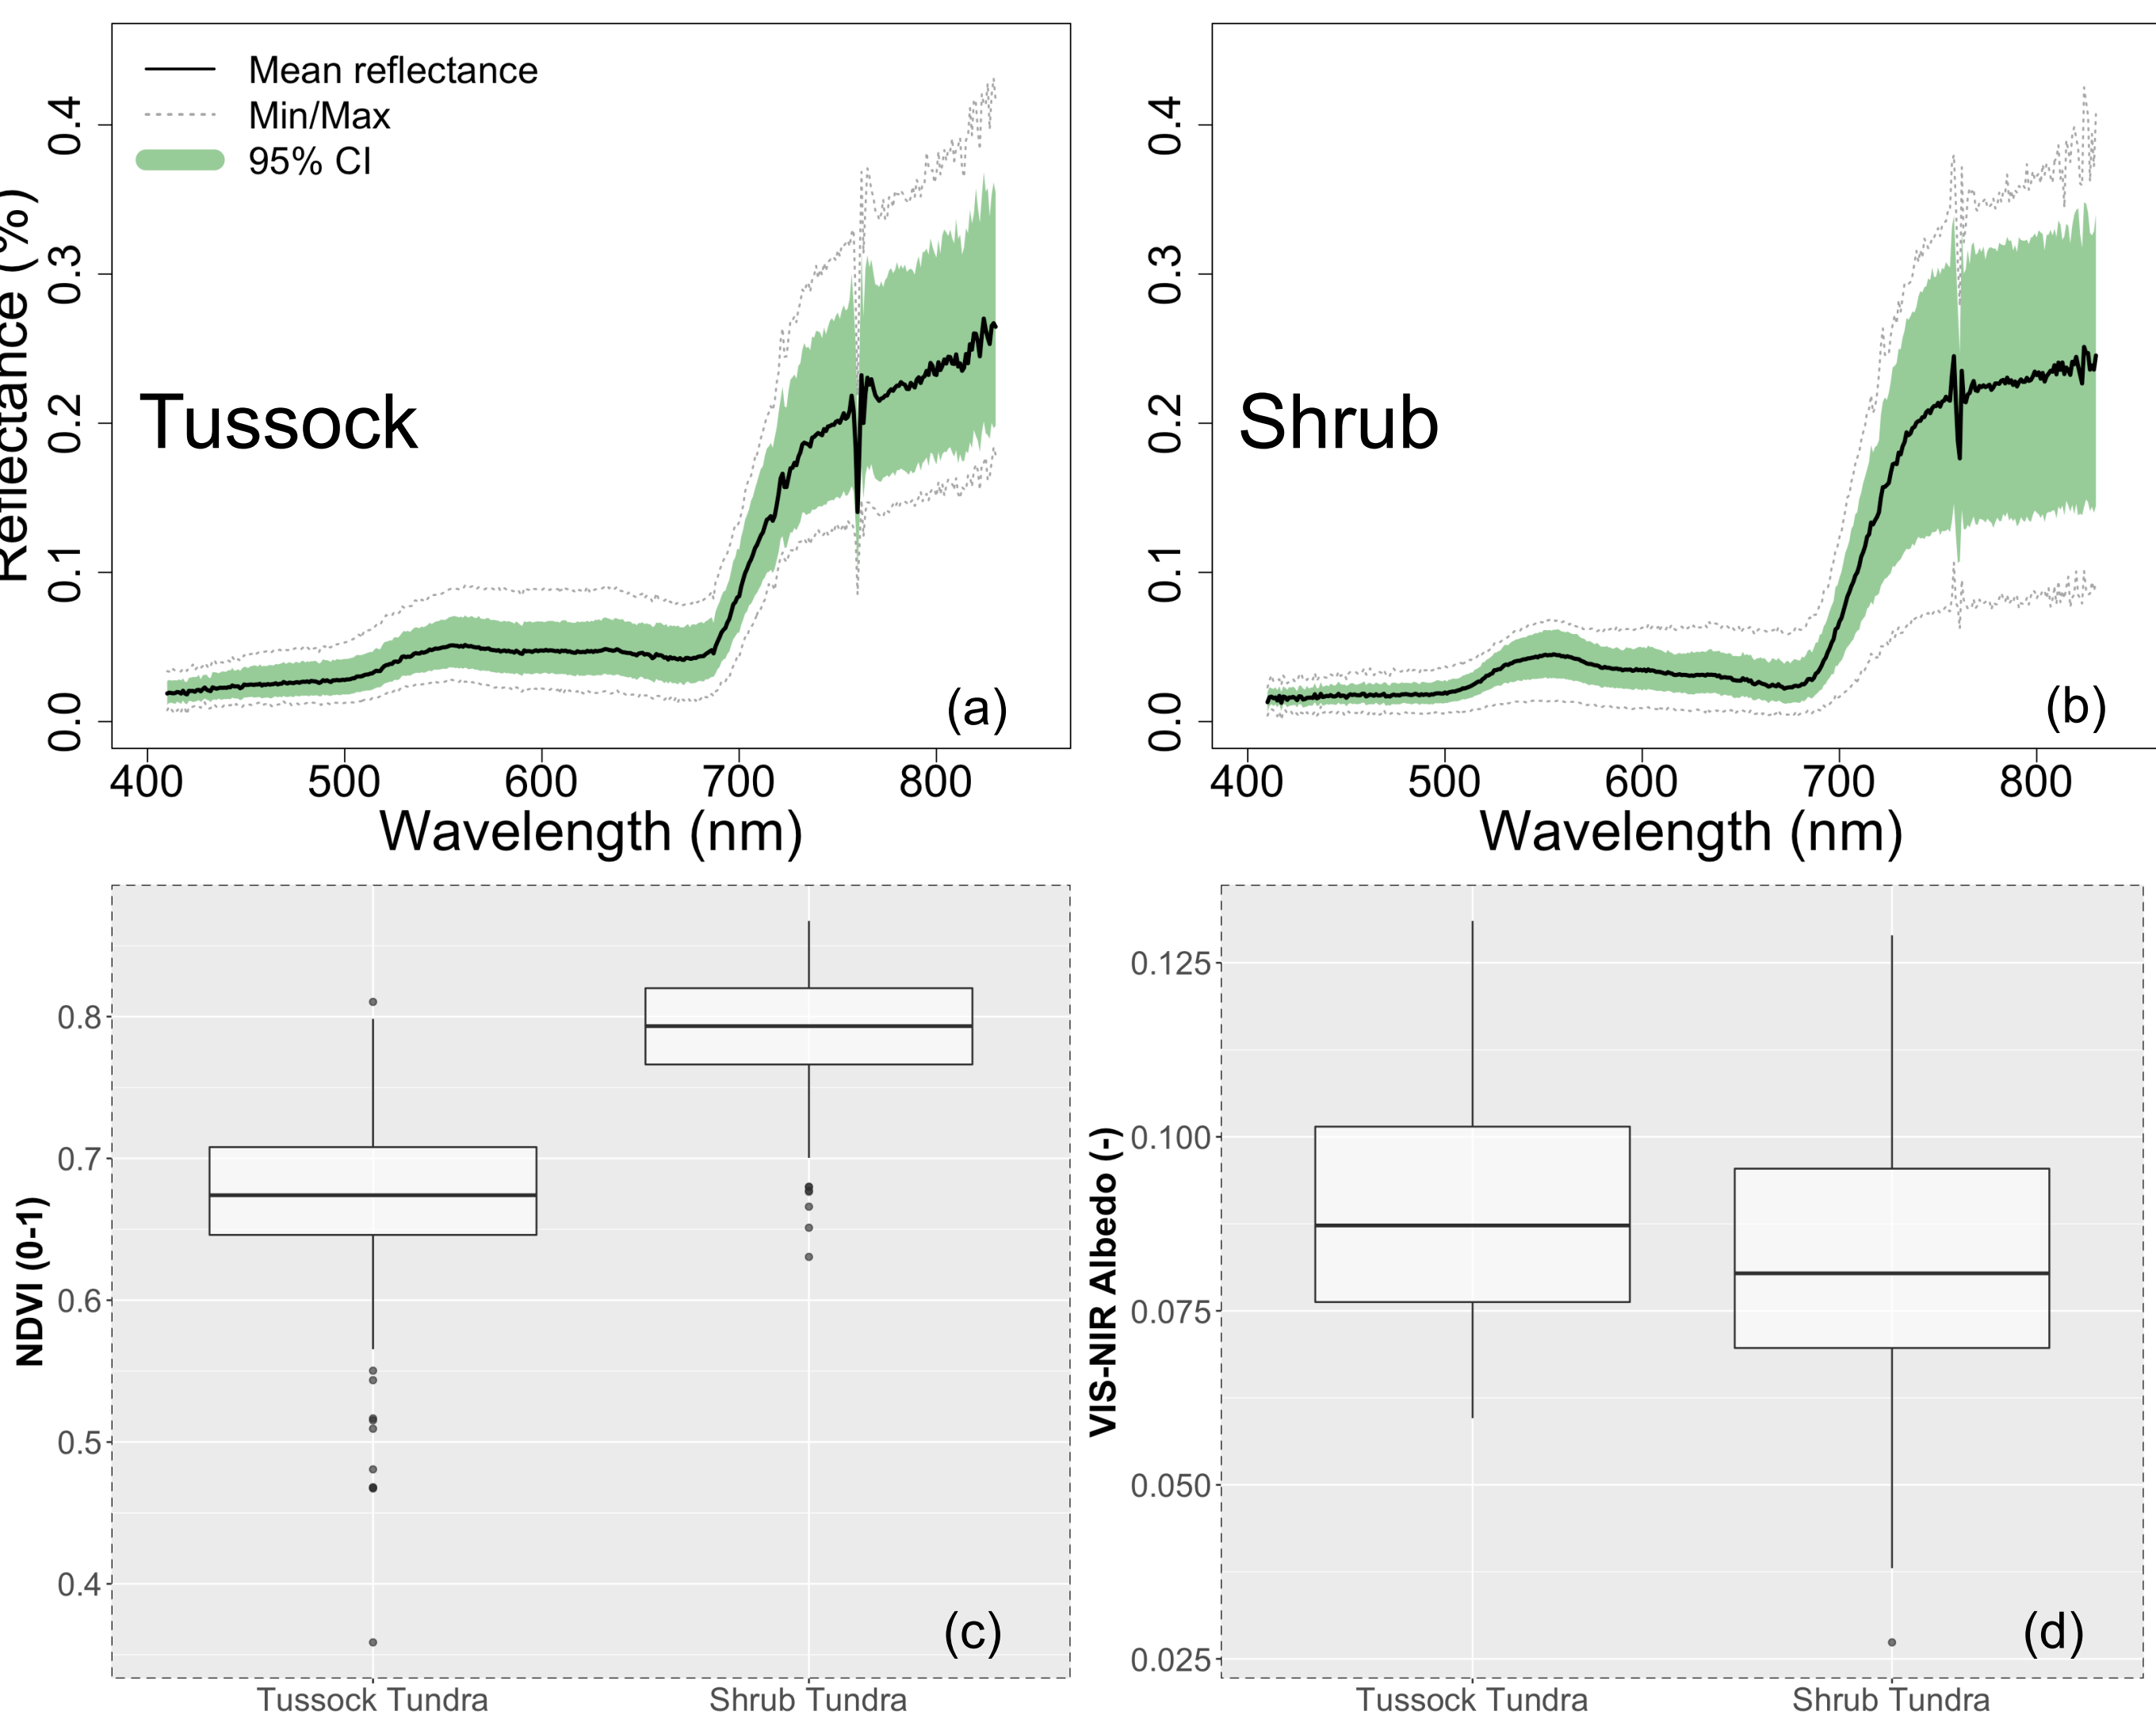 Mean reflectance
Min/Max
95% CI
Reflectance (%)
0.4
0.3
0.2
0.1
0.0
Tussock
(a)
400 500 600 700 800
Wavelength (nm)
0.4
0.3
0.2
0.1
0.0
Shrub
(b)
400 500 600 700 800
Wavelength (nm)
NDVI (0-1)
0.8
0.7
0.6
0.5
0.4
(c)
Tussock Tundra Shrub Tundra
VIS-NIR Albedo (-)
0.125
0.100
0.075
0.050
0.025
(d)
Tussock Tundra Shrub Tundra